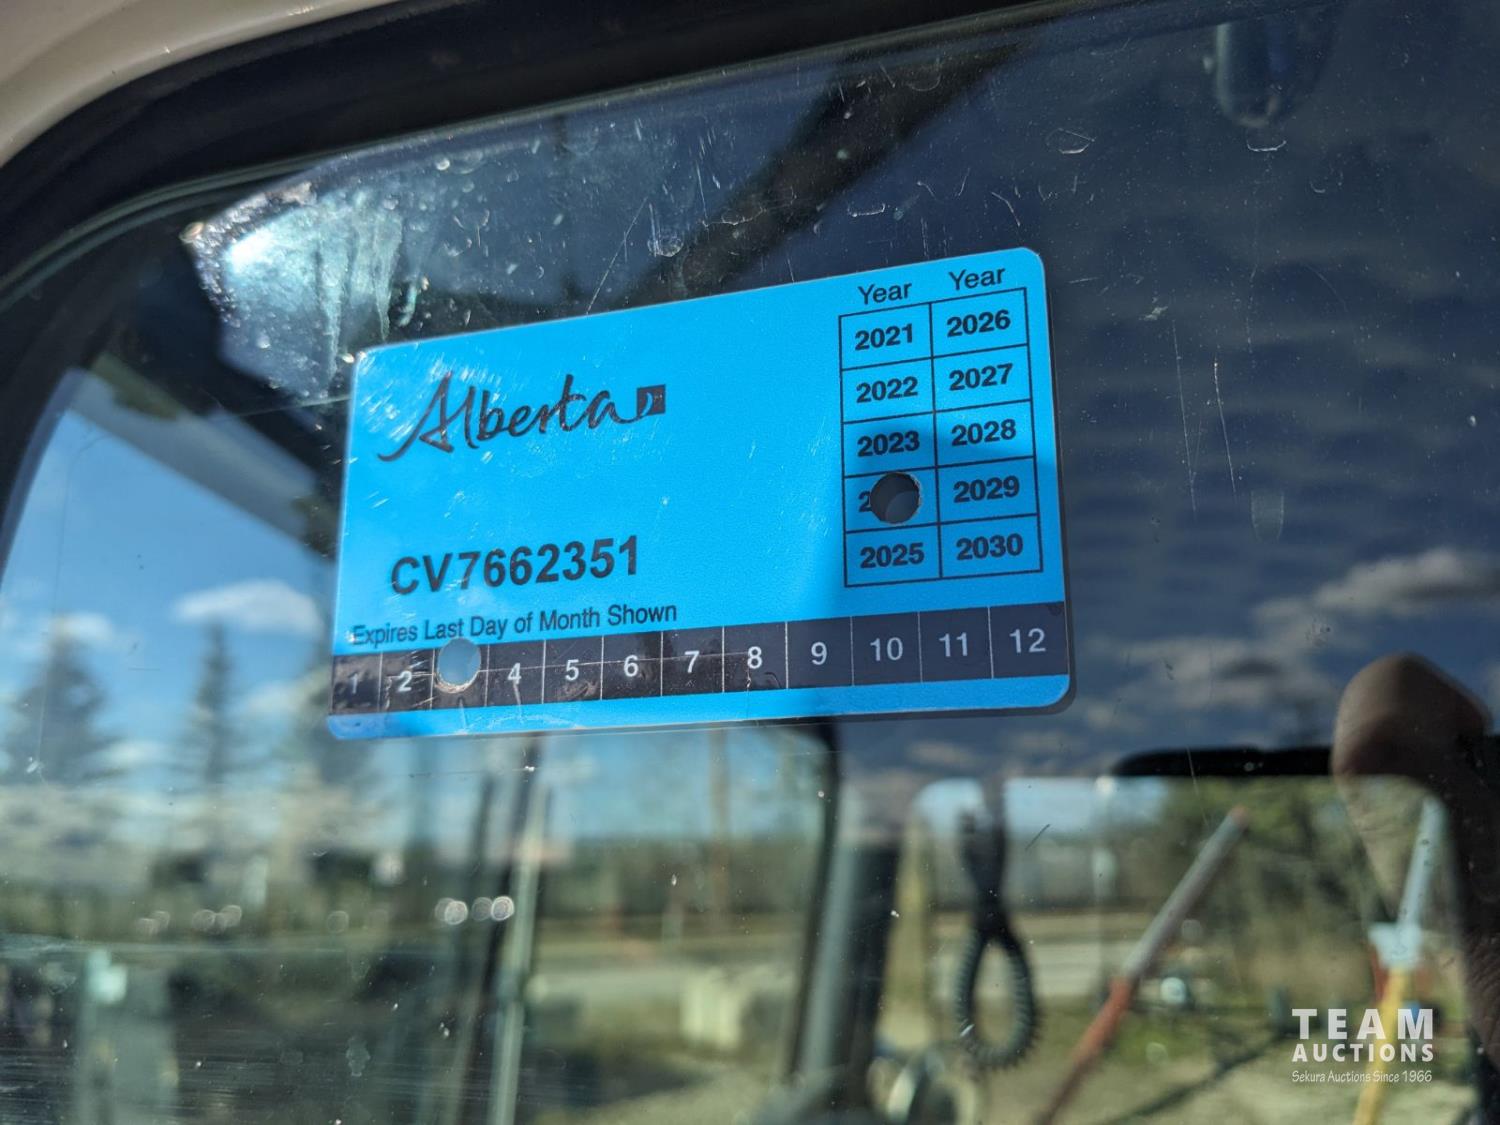 Alberta
Year Year
2021 2026
2022 2027
2023 2028
2029
2025 2030
CV7662351
Expires Last Day of Month Shown
1 2 4 5 6 7 8 9 10 11 12
TEAM
AUCTIONS
Sekura Auctions Since 1966